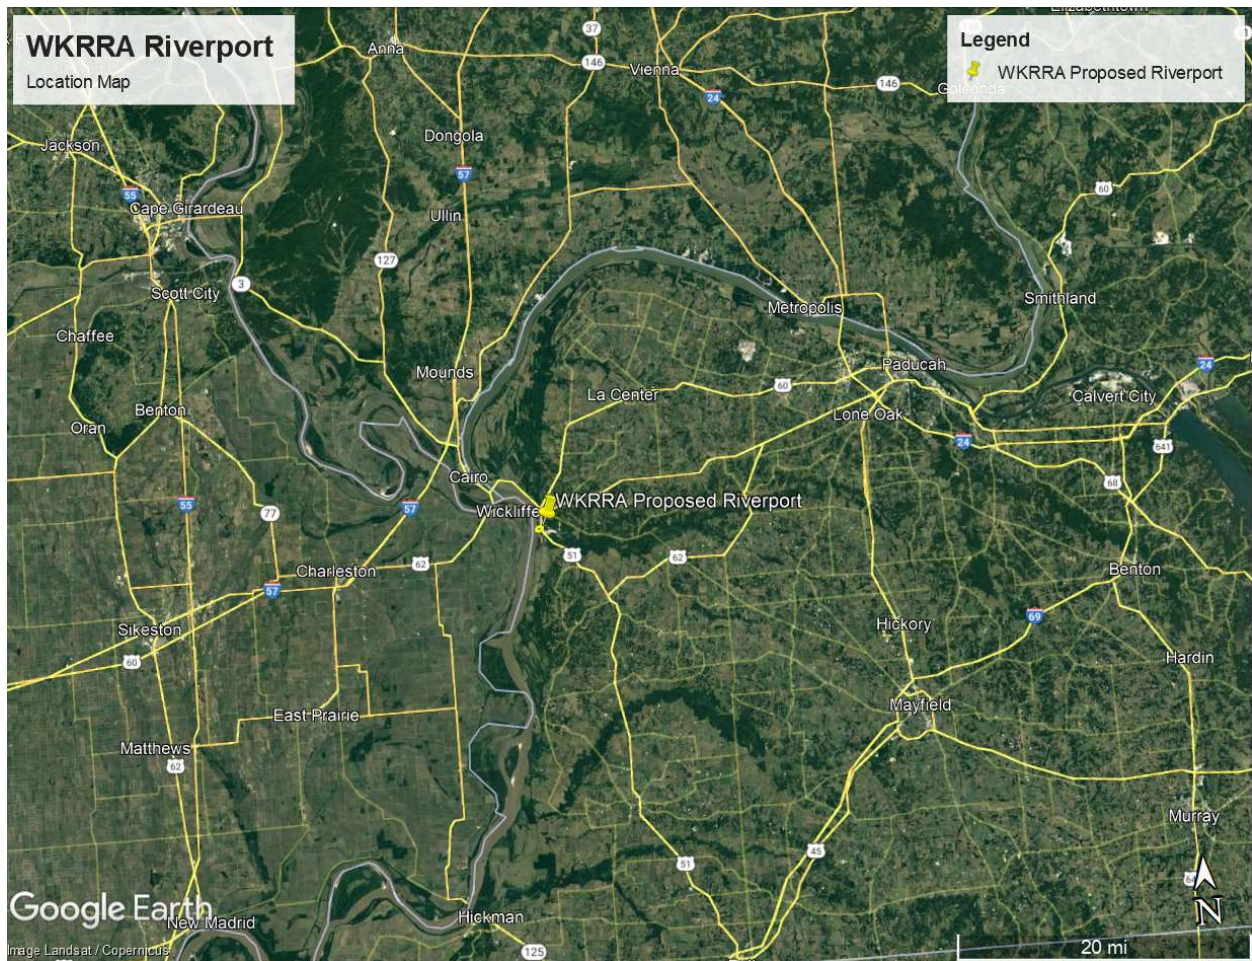 WKRRA Riverport
Location Map
Legend
WKRRA Proposed Riverport
Elizabethtown
37
Anna
146
Vienna
24
146
Golconda
Dongola
Jackson
57
55
60
Cape Girardeau
Ullin
127
3
Scott City
Metropolis
Smithland
Chaffee
Mounds
Paducah
24
La Center
60
Calvert City
Benton
Lone Oak
Oran
24
641
Cairo
68
55
57
Wickliffe
WKRRA Proposed Riverport
77
51
62
62
Charleston
Benton
57
69
Sikeston
Hickory
60
Hardin
East Prairie
Mayfield
Matthews
62
Murray
45
51
Google Earth
New Madrid
Hickman
N
Image Landsat / Copernicus
125
20 mi